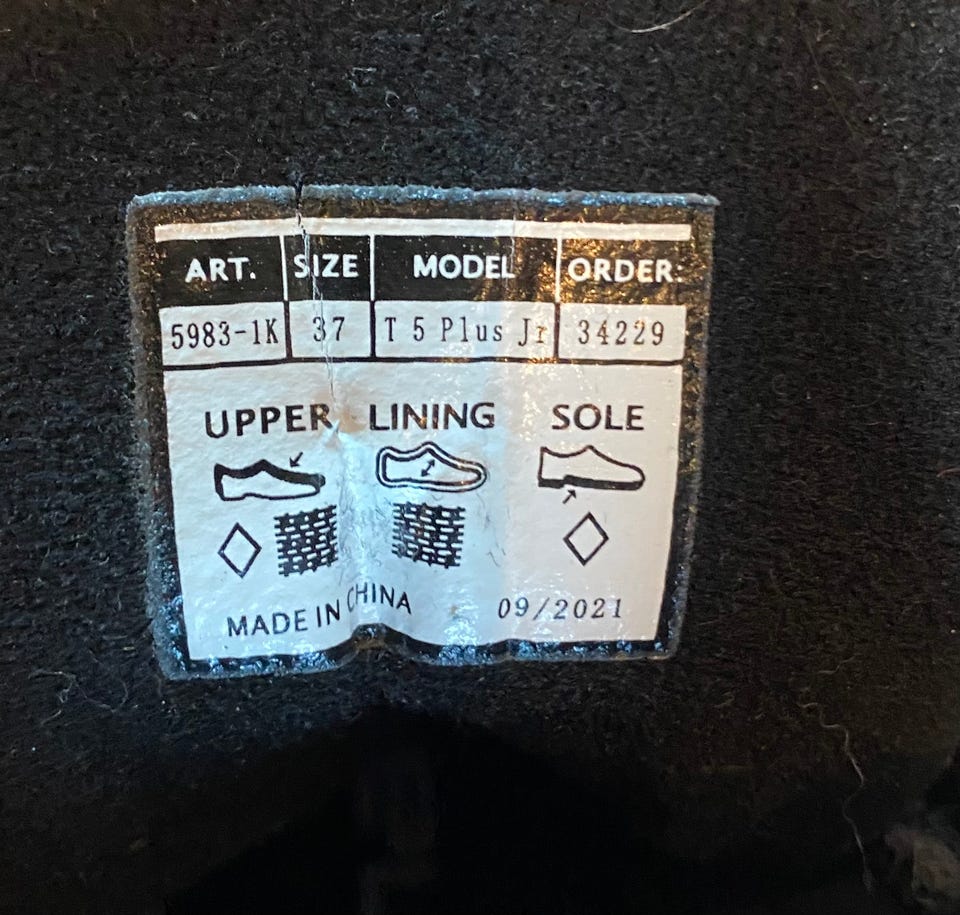 ART. SIZE MODEL ORDER:
5983-1K 37 T 5 Plus Jr 34229
UPPER LINING SOLE
MADE IN CHINA 09/2021